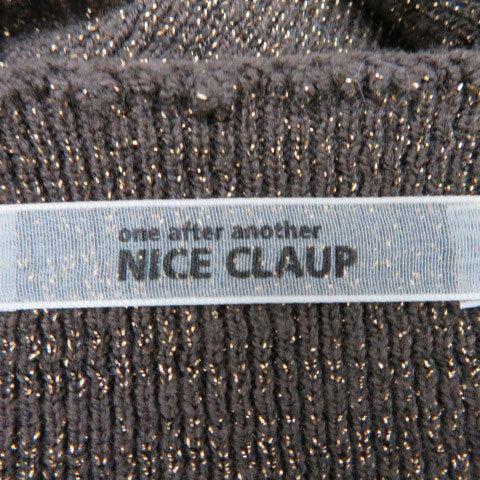 one after another
NICE CLAUP